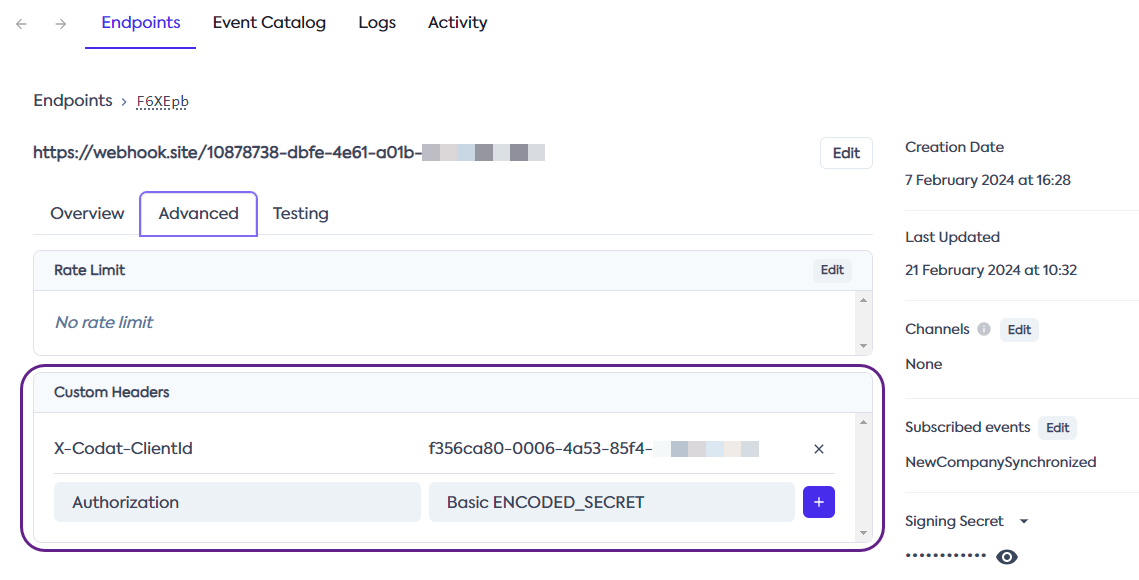 Endpoints Event Catalog Logs Activity
Endpoints › F6XEpb
https://webhook.site/10878738-dbfe-4e61-a01b-
Edit
Overview Advanced Testing
Rate Limit Edit
No rate limit
Custom Headers
X-Codat-ClientId f356ca80-0006-4a53-85f4-
Authorization Basic ENCODED_SECRET +
Creation Date
7 February 2024 at 16:28
Last Updated
21 February 2024 at 10:32
Channels Edit
None
Subscribed events Edit
NewCompanySynchronized
Signing Secret
••••••••••••